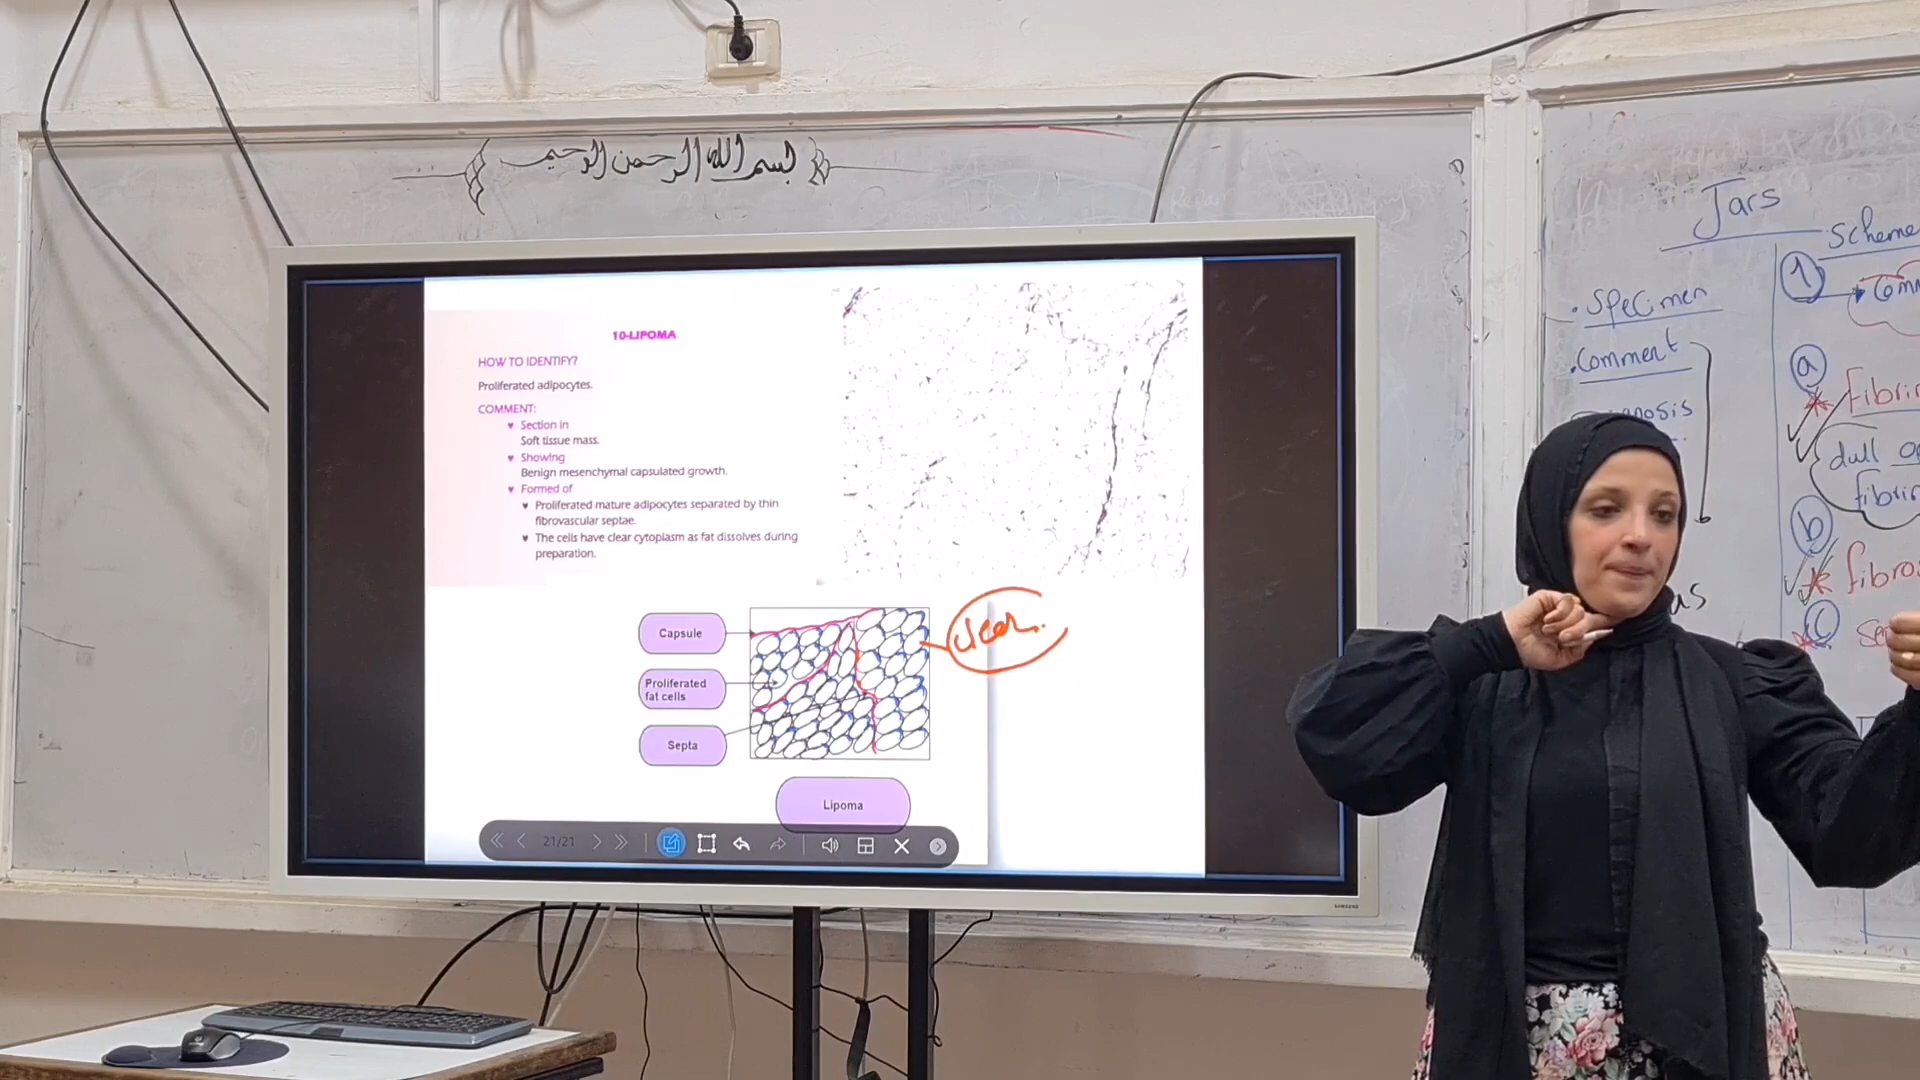 بسم الله الرحمن الرحيم
10-LIPOMA
HOW TO IDENTIFY?
Proliferated adipocytes.
COMMENT:
Section in
Soft tissue mass.
Showing
Benign mesenchymal capsulated growth.
Formed of
Proliferated mature adipocytes separated by thin
fibrovascular septae.
The cells have clear cytoplasm as fat dissolves during
preparation.
Capsule
Proliferated
fat cells
Septa
Lipoma
21/21
SAMSUNG
Jars
Specimen
Comment
Scheme
1
a
dull
b
c